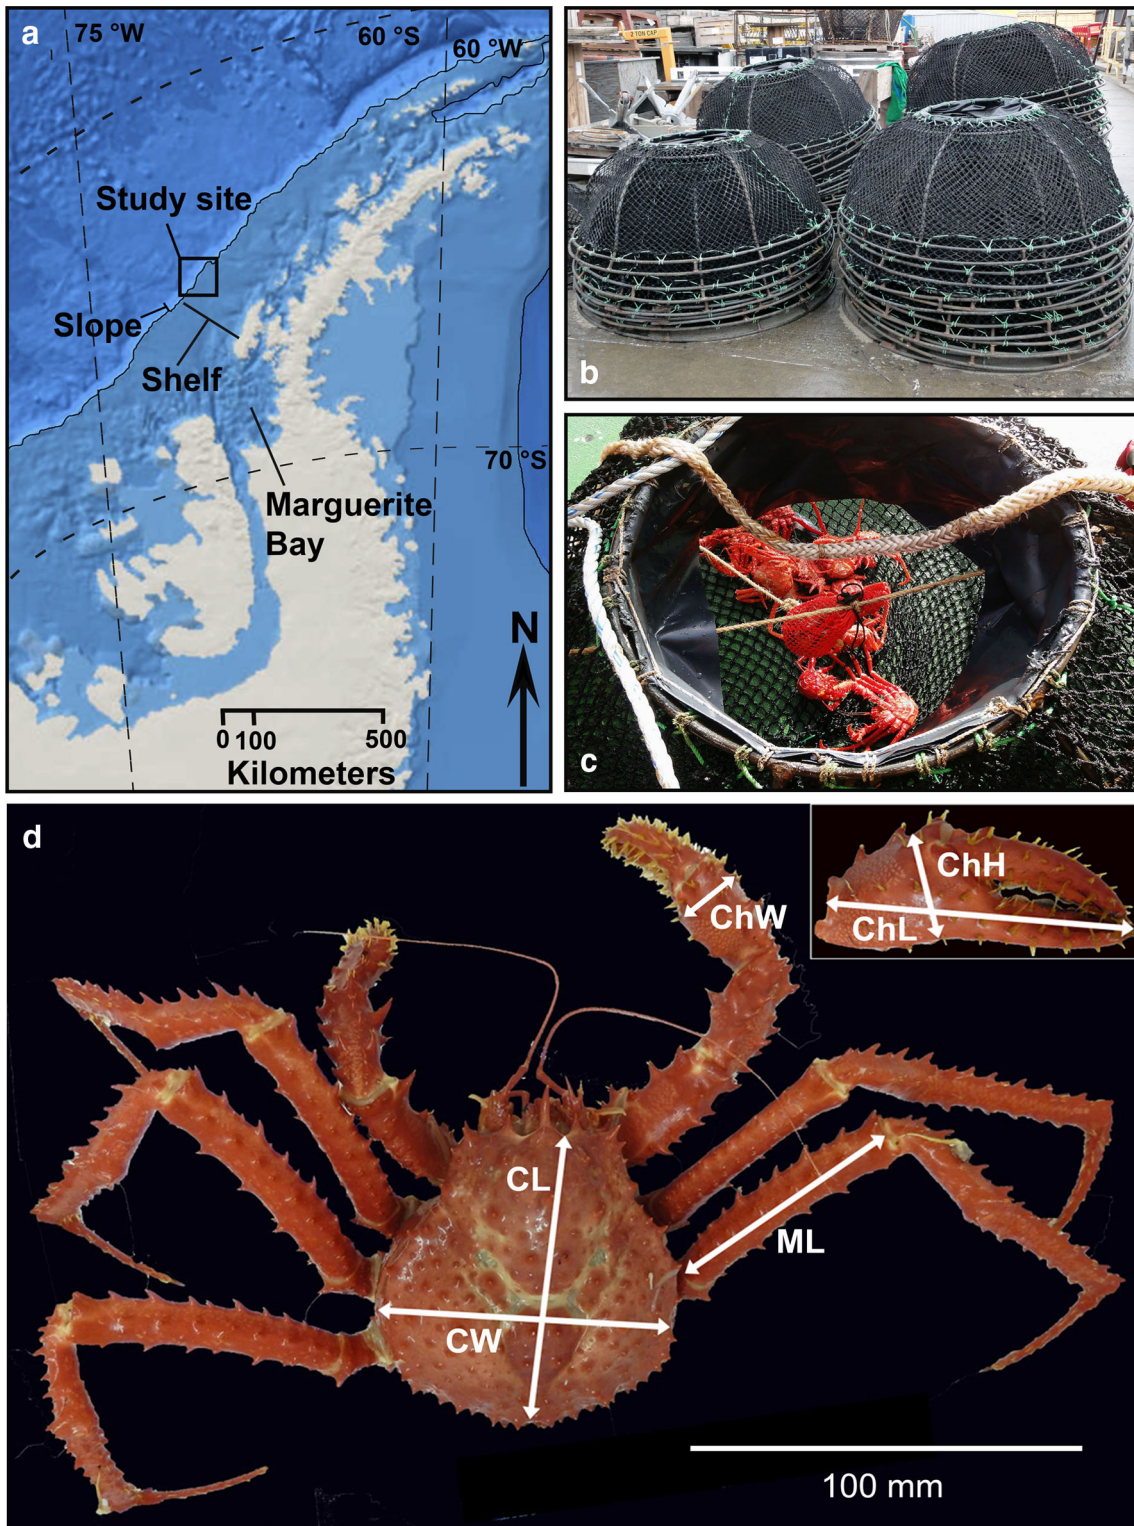 a
75 °W
60 °S
60 °W
Study site
Slope
Shelf
70 °S
Marguerite
Bay
N
0 100 500
Kilometers
2 TON CAP
b
c
d
ChW
ChH
ChL
CL
ML
CW
100 mm